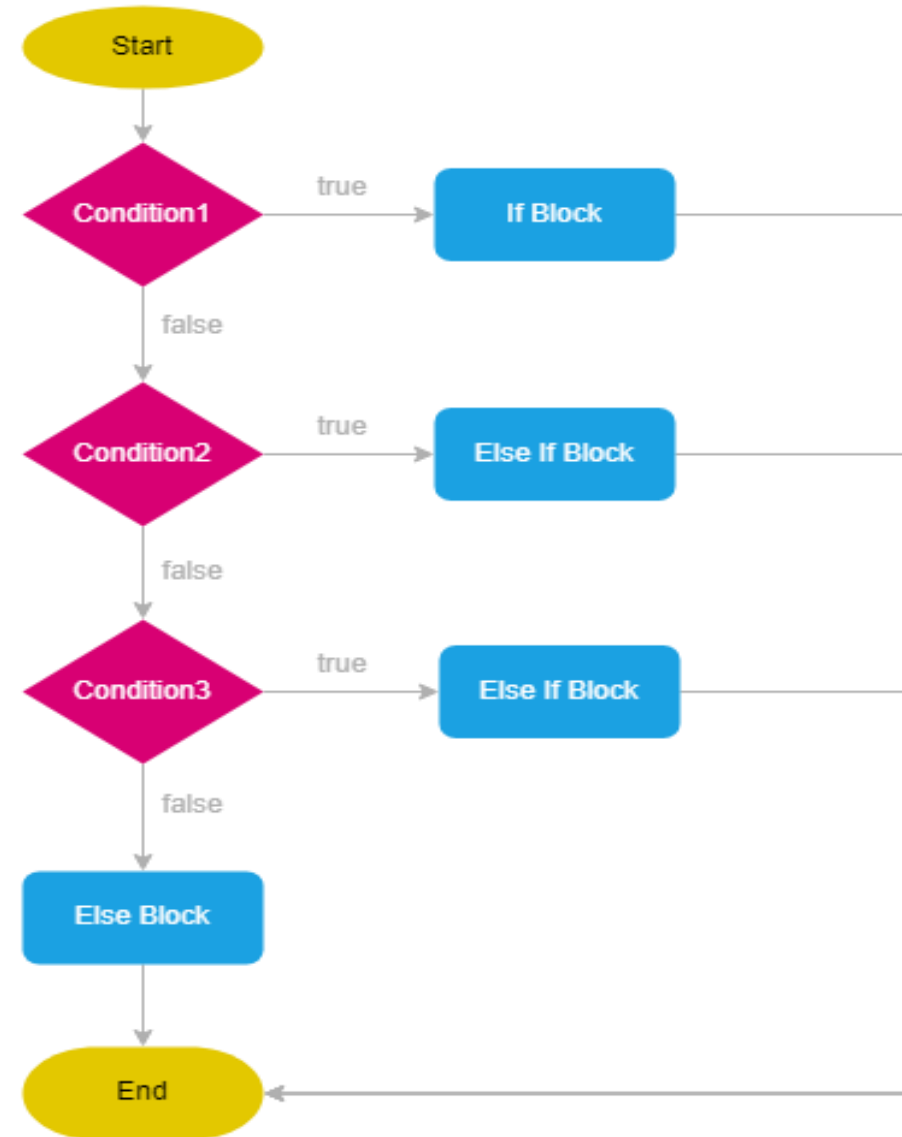 Start
Condition1
true
If Block
false
Condition2
true
Else If Block
false
Condition3
true
Else If Block
false
Else Block
End